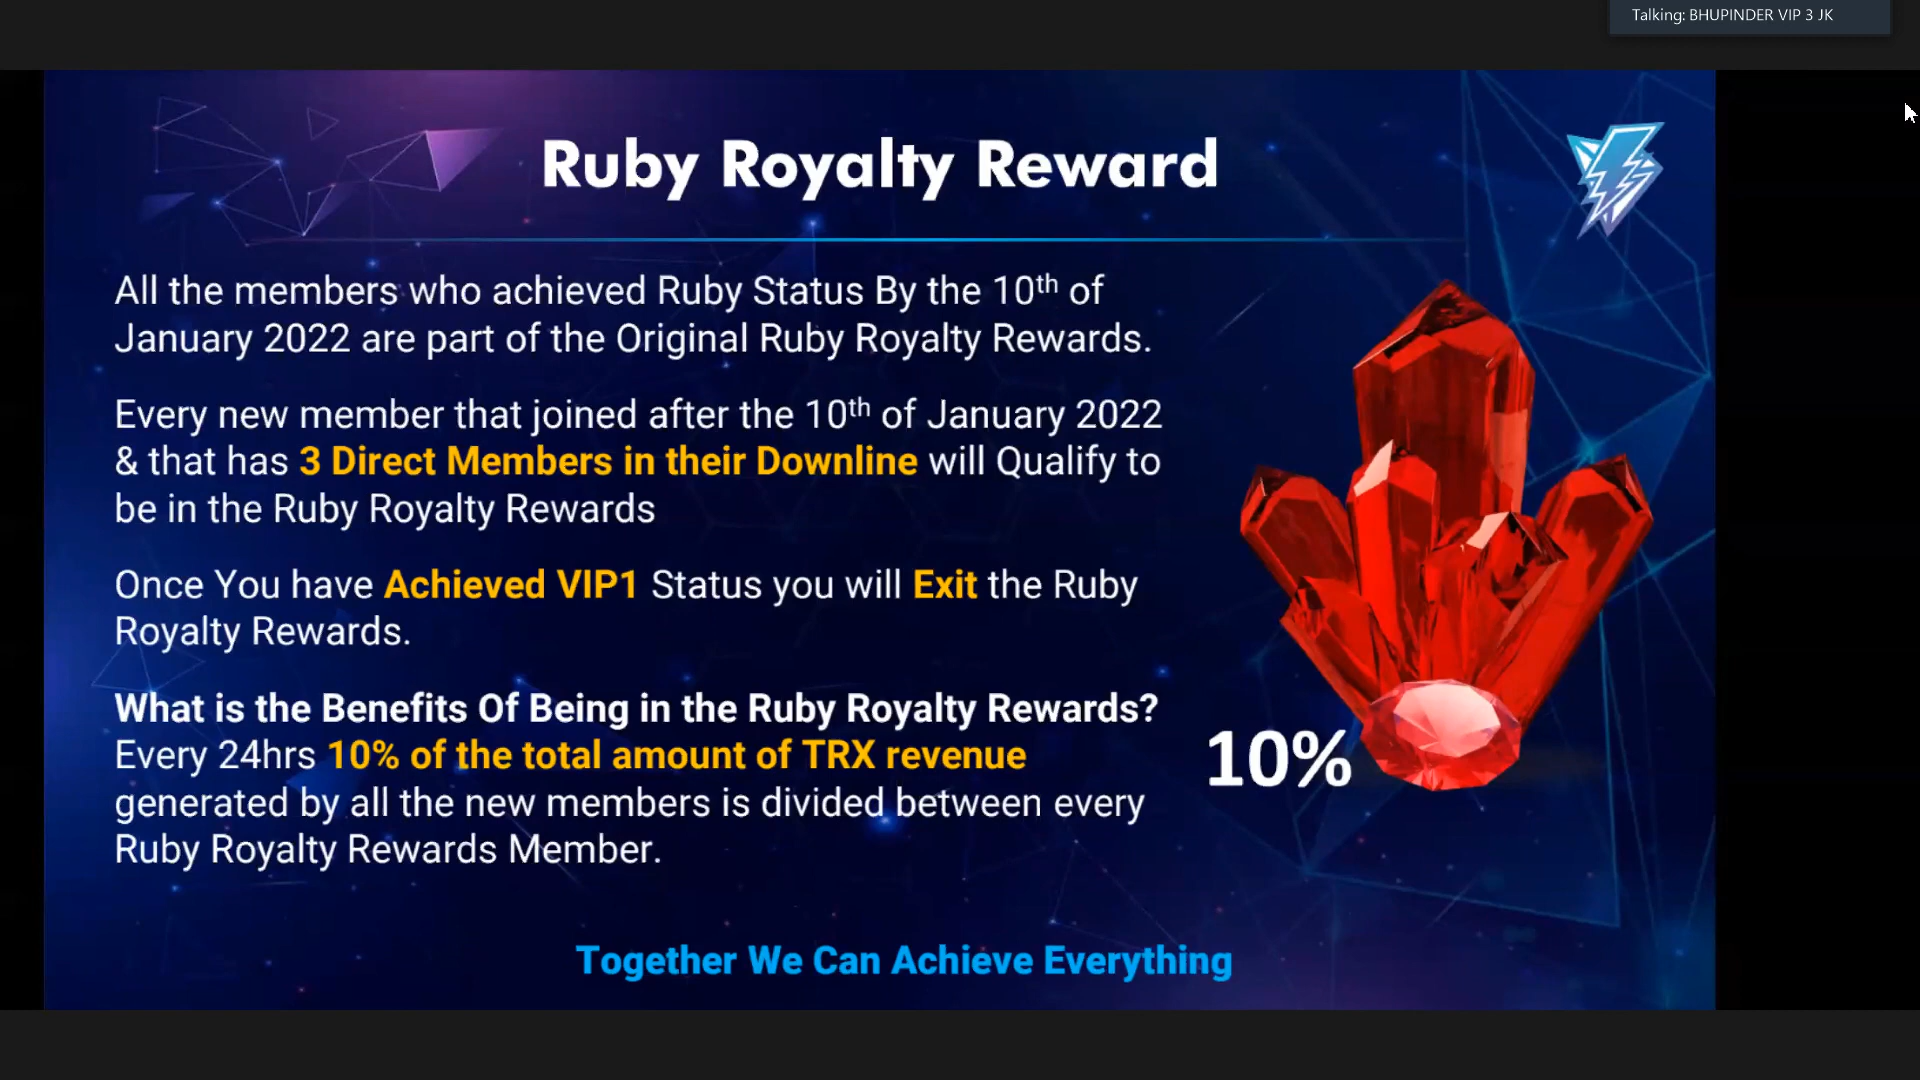 Talking: BHUPINDER VIP 3 JK
Ruby Royalty Reward
All the members who achieved Ruby Status By the 10th of
January 2022 are part of the Original Ruby Royalty Rewards.
Every new member that joined after the 10th of January 2022
& that has 3 Direct Members in their Downline will Qualify to
be in the Ruby Royalty Rewards
Once You have Achieved VIP1 Status you will Exit the Ruby
Royalty Rewards.
What is the Benefits Of Being in the Ruby Royalty Rewards?
Every 24hrs 10% of the total amount of TRX revenue
generated by all the new members is divided between every
Ruby Royalty Rewards Member.
10%
Together We Can Achieve Everything